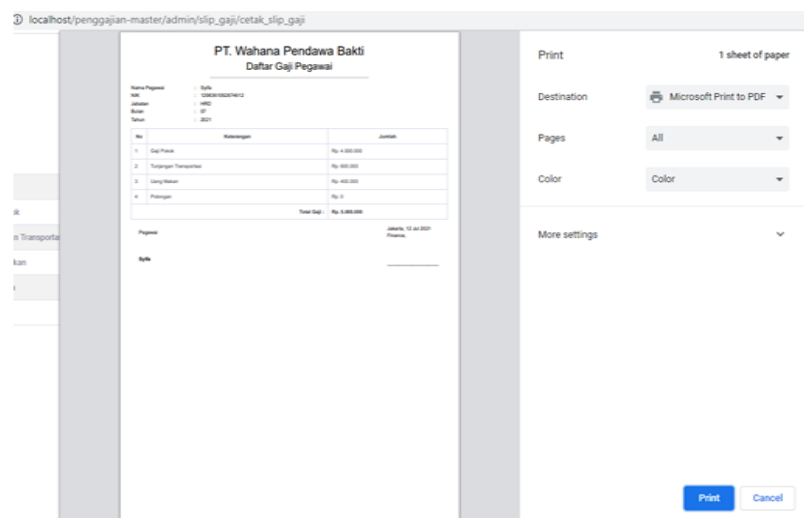 localhost/penggajian-master/admin/slip_gaji/cetak_slip_gaji
PT. Wahana Pendawa Bakti
Daftar Gaji Pegawai
Nama Pegawai : Sylla
NIK :
Jabatan : HRD
Bulan : 07
Tahun : 2021
No Keterangan Jumlah
1 Gaji Pokok Rp. 4.000.000
2 Tunjangan Transportasi Rp. 600.000
3 Uang Makan Rp. 400.000
4 Potongan Rp. 0
Total Gaji : Rp. 5.000.000
Pegawai
Jakarta, 12 Jul 2021
Finance,
Sylla
n Transporta
kan
Print 1 sheet of paper
Destination Microsoft Print to PDF
Pages All
Color Color
More settings
Print Cancel